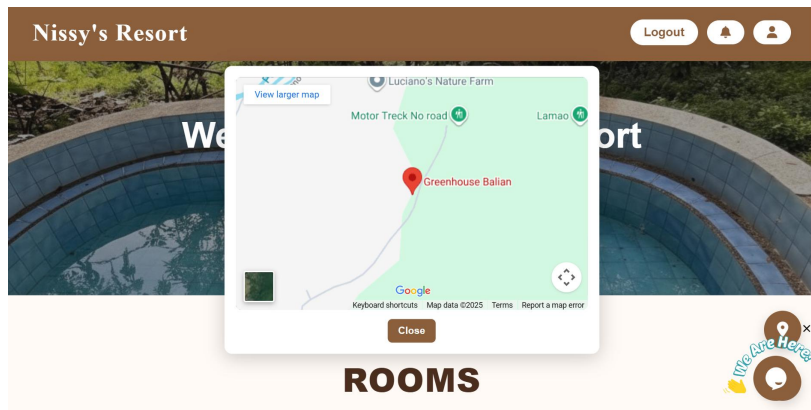 Nissy's Resort
Logout
We
ort
View larger map
Luciano's Nature Farm
Motor Treck No road
Lamao
Greenhouse Balian
Google
Keyboard shortcuts Map data ©2025 Terms Report a map error
Close
We Are Here!
ROOMS